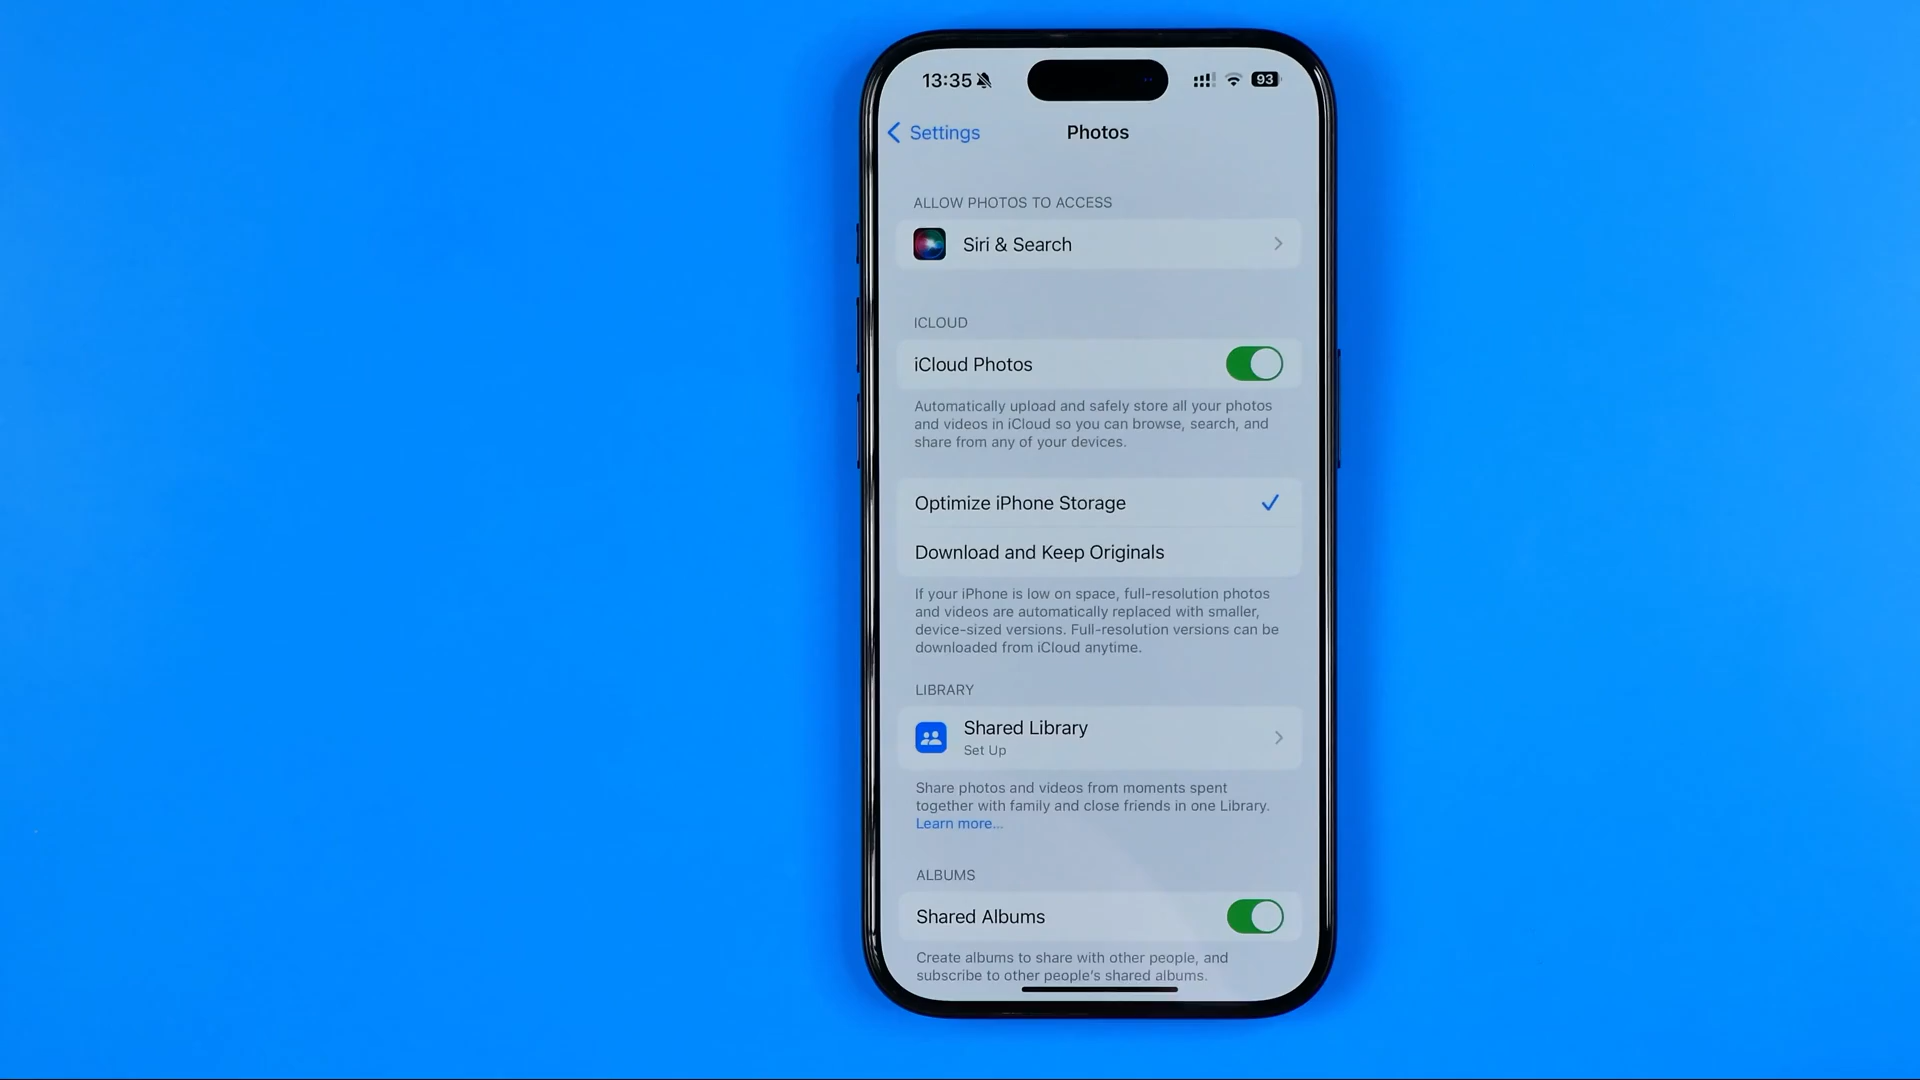 13:35
93
Settings
Photos
ALLOW PHOTOS TO ACCESS
Siri & Search
ICLOUD
iCloud Photos
Automatically upload and safely store all your photos
and videos in iCloud so you can browse, search, and
share from any of your devices.
Optimize iPhone Storage
Download and Keep Originals
If your iPhone is low on space, full-resolution photos
and videos are automatically replaced with smaller,
device-sized versions. Full-resolution versions can be
downloaded from iCloud anytime.
LIBRARY
Shared Library
Set Up
Share photos and videos from moments spent
together with family and close friends in one Library.
Learn more...
ALBUMS
Shared Albums
Create albums to share with other people, and
subscribe to other people's shared albums.